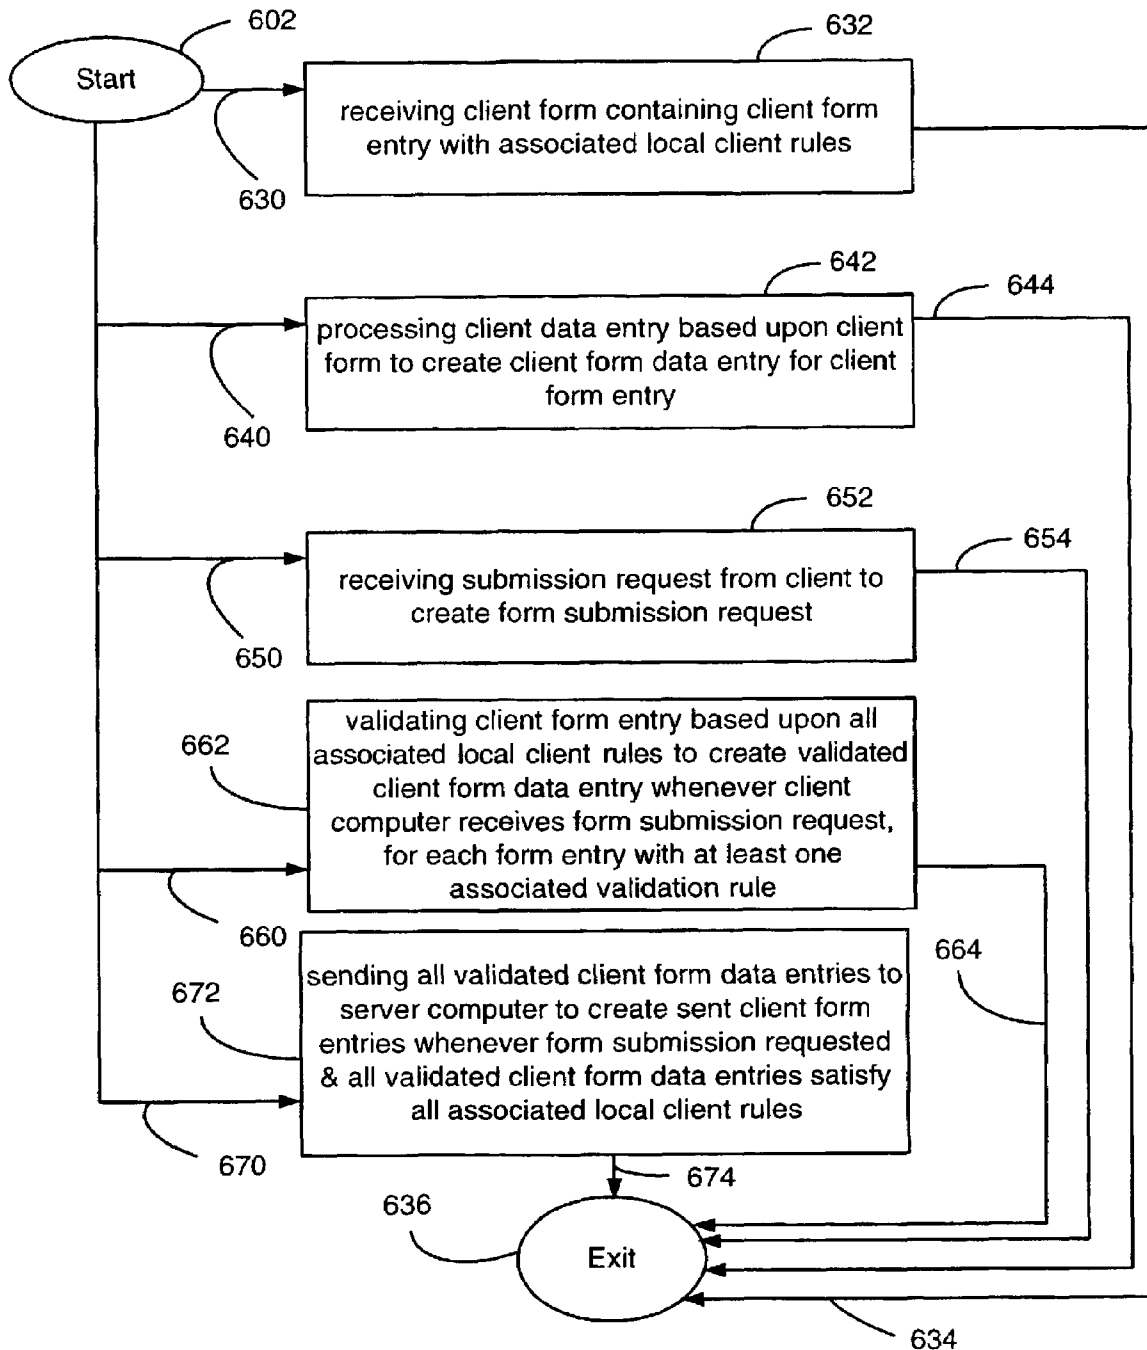 602
Start
632
receiving client form containing client form
entry with associated local client rules
630
642
644
processing client data entry based upon client
form to create client form data entry for client
form entry
640
652
654
receiving submission request from client to
create form submission request
650
validating client form entry based upon all
associated local client rules to create validated
client form data entry whenever client
computer receives form submission request,
for each form entry with at least one
associated validation rule
662
660
664
672
sending all validated client form data entries to
server computer to create sent client form
entries whenever form submission requested
& all validated client form data entries satisfy
all associated local client rules
670
674
636
Exit
634